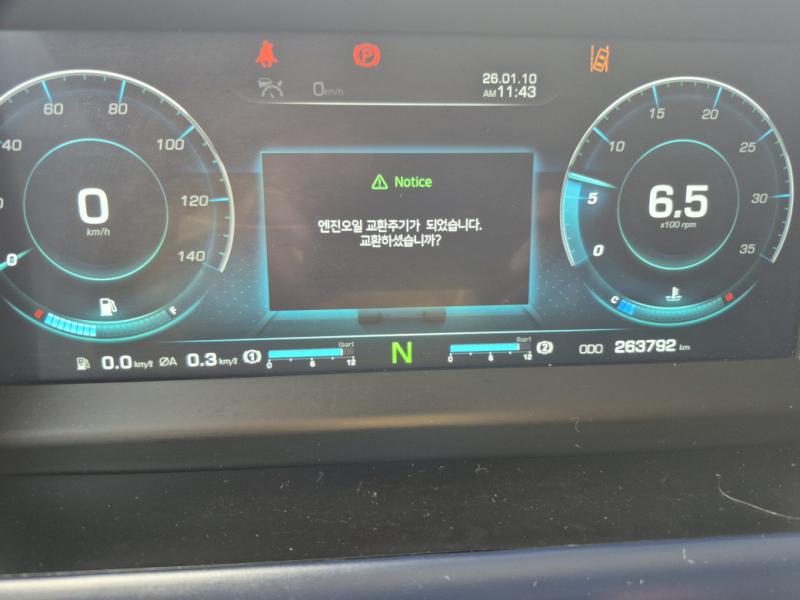 26.01.10
0km/h
AM 11:43
40 60 80 100 120 140
0
0
km/h
Notice
엔진오일 교환주기가 되었습니다.
교환하셨습니까?
0 5 10 15 20 25 30 35
6.5
x100 rpm
E F
C H
0.0 km/ℓ ØA 0.3 km/ℓ
1 (bar) 0 6 12
N
(bar) 0 6 12 2
ODO 263792 km
P